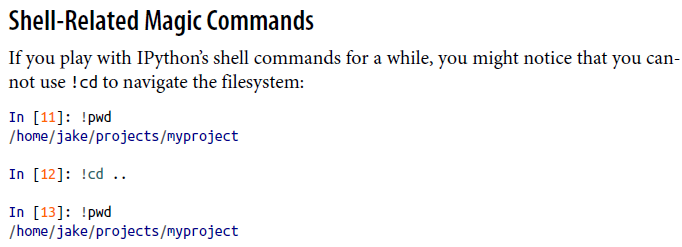 Shell-Related Magic Commands
If you play with IPython’s shell commands for a while, you might notice that you can-
not use !cd to navigate the filesystem:
In [11]: !pwd
/home/jake/projects/myproject
In [12]: !cd ..
In [13]: !pwd
/home/jake/projects/myproject